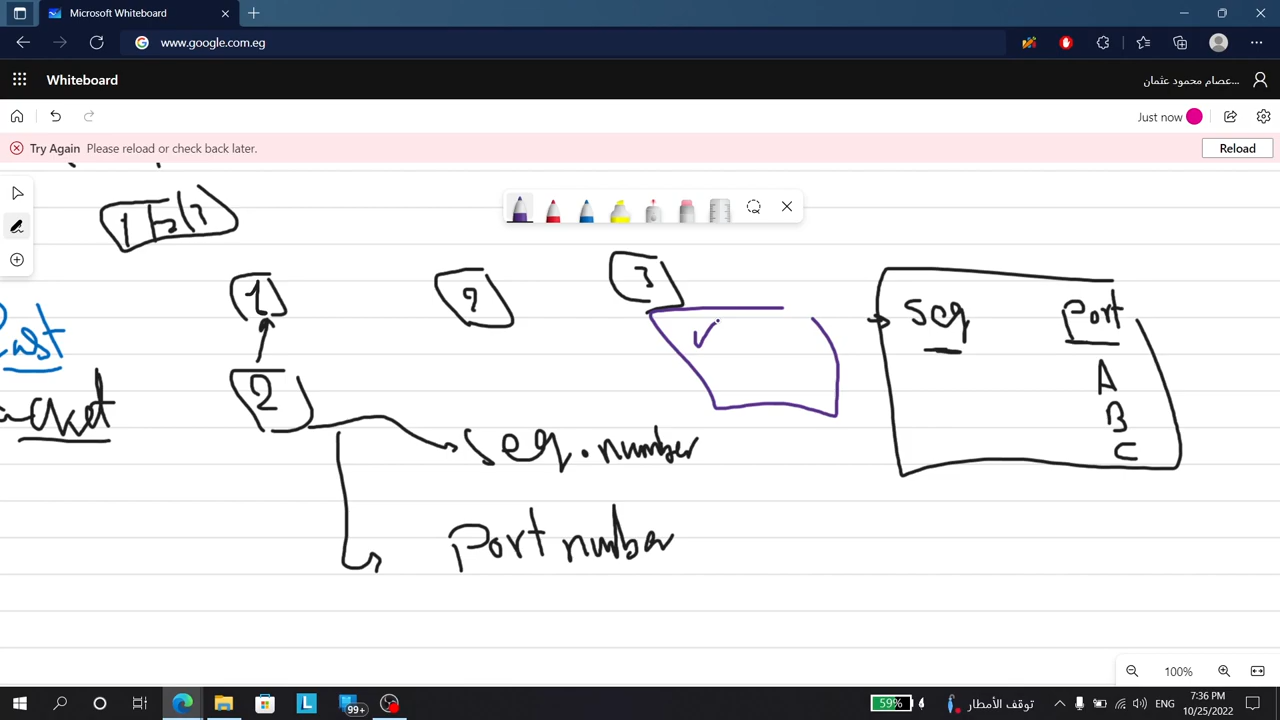 Microsoft Whiteboard
www.google.com.eg
Whiteboard
عصام محمود عثمان...
Just now
Try Again Please reload or check back later.
Reload
1 2 3
1
2
3
Seq Port
A
B
C
2
Seq. number
Port number
100%
L
99+
59%
توقف الأمطار
ENG
7:36 PM
10/25/2022